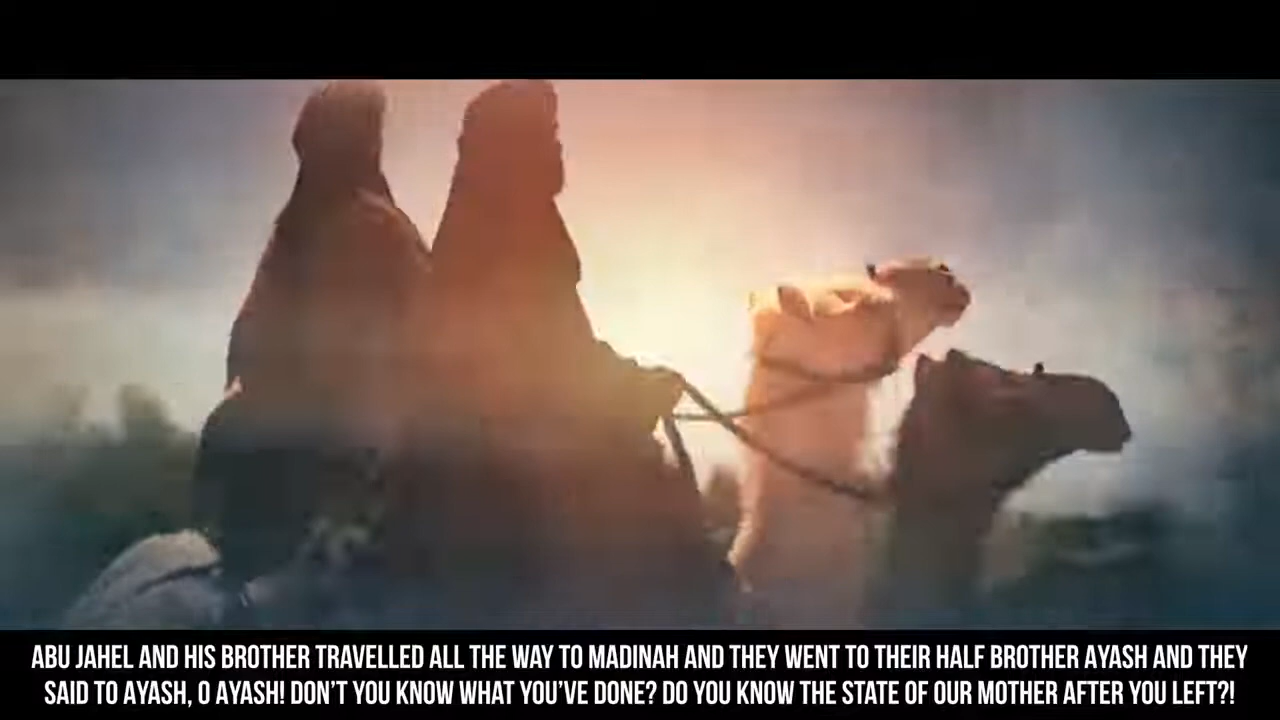 ABU JAHEL AND HIS BROTHER TRAVELLED ALL THE WAY TO MADINAH AND THEY WENT TO THEIR HALF BROTHER AYASH AND THEY
SAID TO AYASH, O AYASH! DON'T YOU KNOW WHAT YOU'VE DONE? DO YOU KNOW THE STATE OF OUR MOTHER AFTER YOU LEFT?!